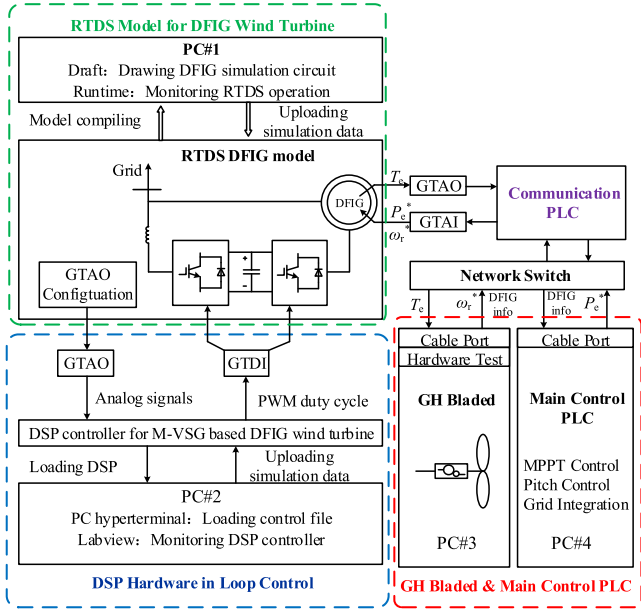 RTDS Model for DFIG Wind Turbine
PC#1
Draft：Drawing DFIG simulation circuit
Runtime：Monitoring RTDS operation
Model compiling
Uploading
simulation data
RTDS DFIG model
Grid
DFIG
+
-
GTAO
Configtuation
Tₑ
GTAO
Pₑ*
ωᵣ*
GTAI
Communication
PLC
Network Switch
Tₑ
ωᵣ*
DFIG
info
DFIG
info
Pₑ*
GTAO
GTDI
Analog signals
PWM duty cycle
DSP controller for M-VSG based DFIG wind turbine
Loading DSP
Uploading
simulation data
PC#2
PC hyperterminal：Loading control file
Labview：Monitoring DSP controller
DSP Hardware in Loop Control
Cable Port
Hardware Test
GH Bladed
PC#3
Cable Port
Main Control
PLC
MPPT Control
Pitch Control
Grid Integration
PC#4
GH Bladed & Main Control PLC